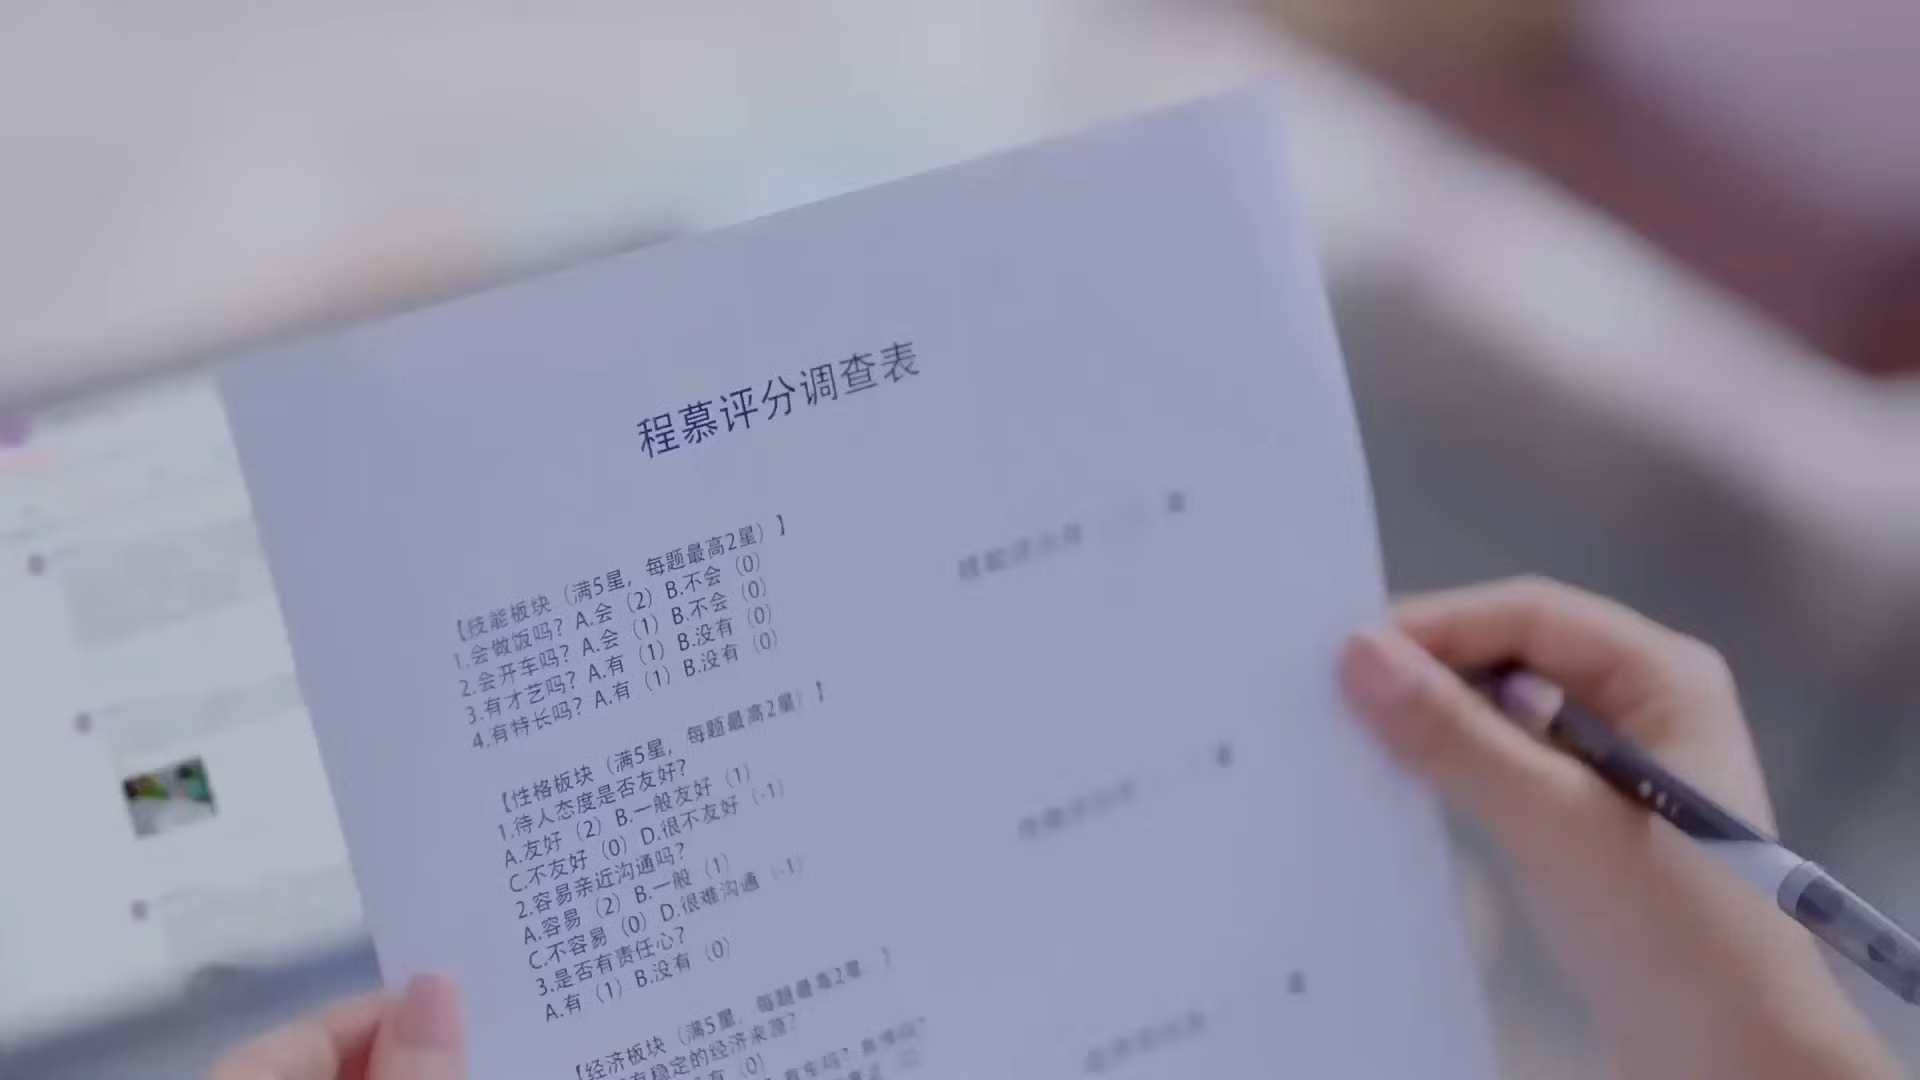 程慕评分调查表
【技能板块（满5星，每题最高2星）】
1.会做饭吗？A.会（2）B.不会（0）
2.会开车吗？A.会（1）B.不会（0）
3.有才艺吗？A.有（1）B.没有（0）
4.有特长吗？A.有（1）B.没有（0）
【性格板块（满5星，每题最高2星）】
1.待人态度是否友好？
A.友好（2）B.一般友好（1）
C.不友好（0）D.很不友好（-1）
2.容易亲近沟通吗？
A.容易（2）B.一般（1）
C.不容易（0）D.很难沟通（-1）
3.是否有责任心？
A.有（1）B.没有（0）
【经济板块（满5星，每题最高2星）】
稳定的经济来源？